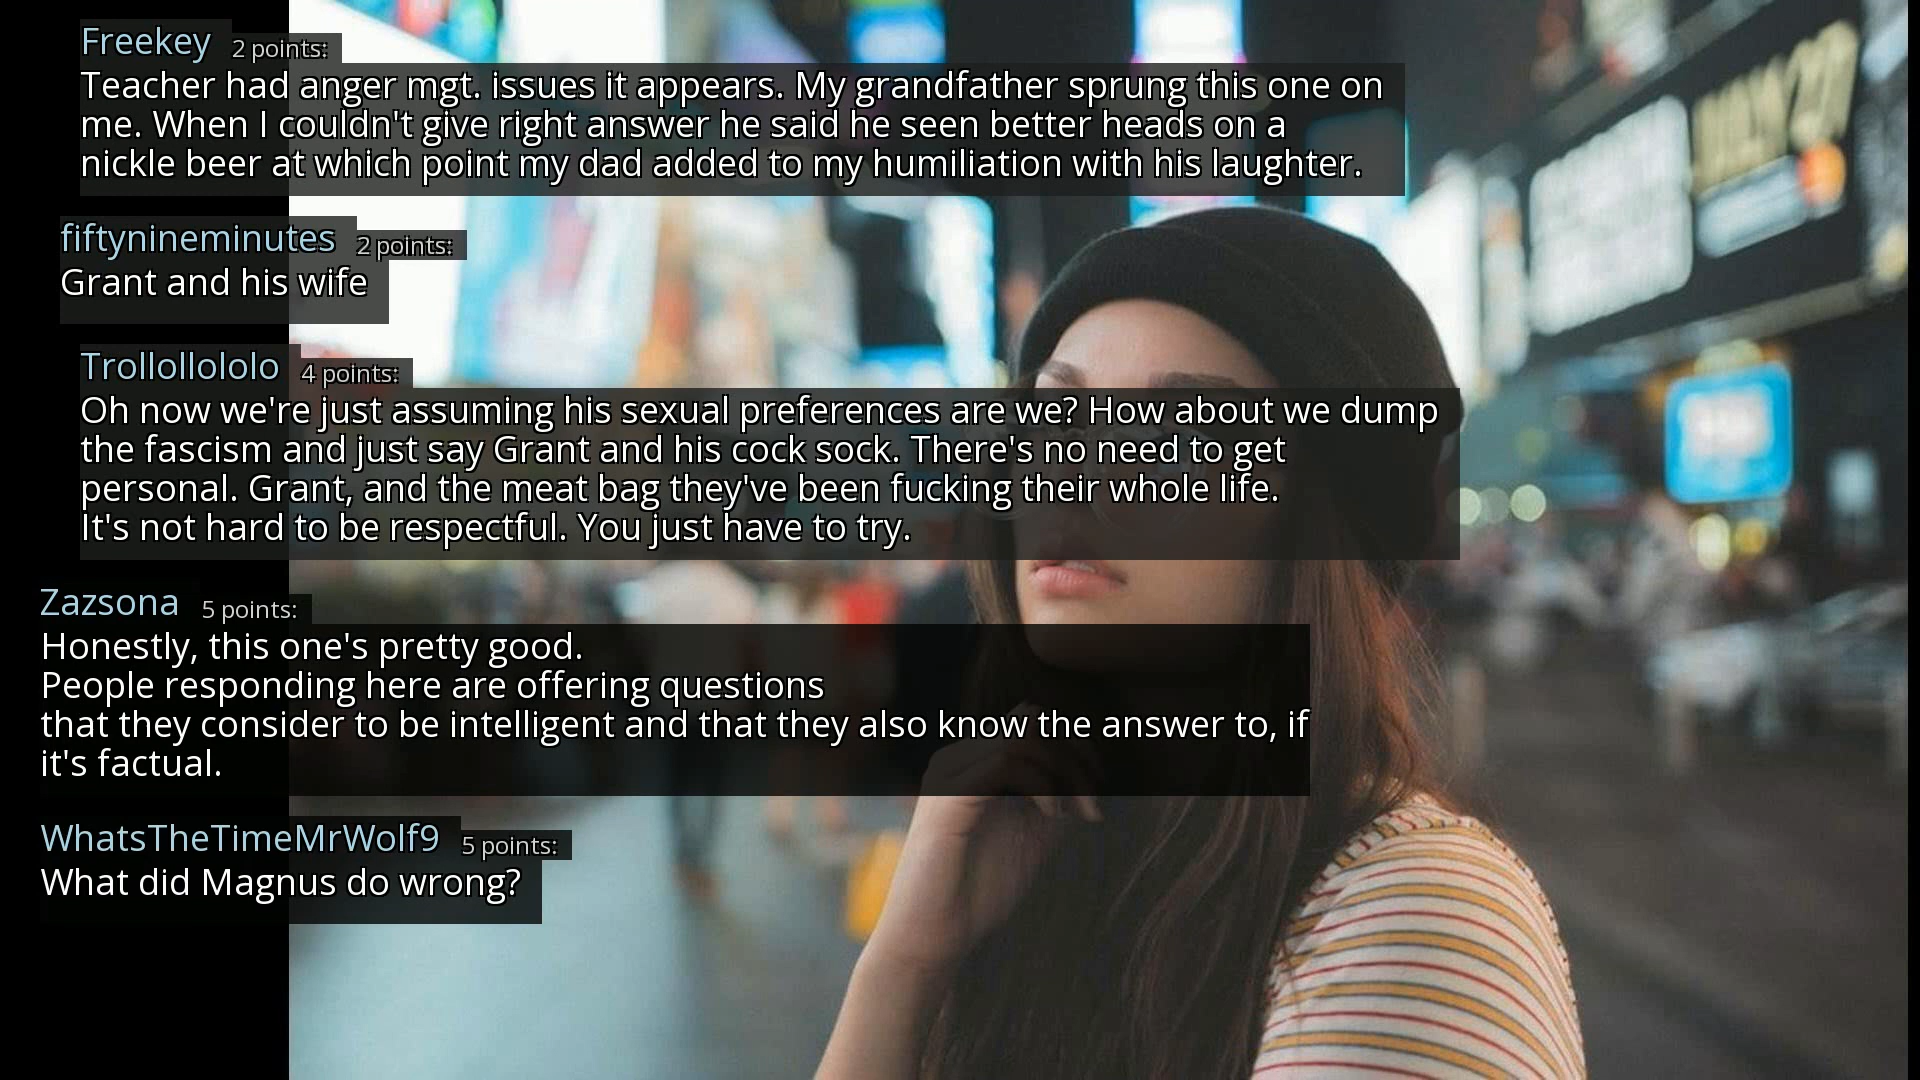 Freekey 2 points:
Teacher had anger mgt. issues it appears. My grandfather sprung this one on
me. When I couldn't give right answer he said he seen better heads on a
nickle beer at which point my dad added to my humiliation with his laughter.
fiftynineminutes 2 points:
Grant and his wife
Trollollololo 4 points:
Oh now we're just assuming his sexual preferences are we? How about we dump
the fascism and just say Grant and his cock sock. There's no need to get
personal. Grant, and the meat bag they've been fucking their whole life.
It's not hard to be respectful. You just have to try.
Zazsona 5 points:
Honestly, this one's pretty good.
People responding here are offering questions
that they consider to be intelligent and that they also know the answer to, if
it's factual.
WhatsTheTimeMrWolf9 5 points:
What did Magnus do wrong?